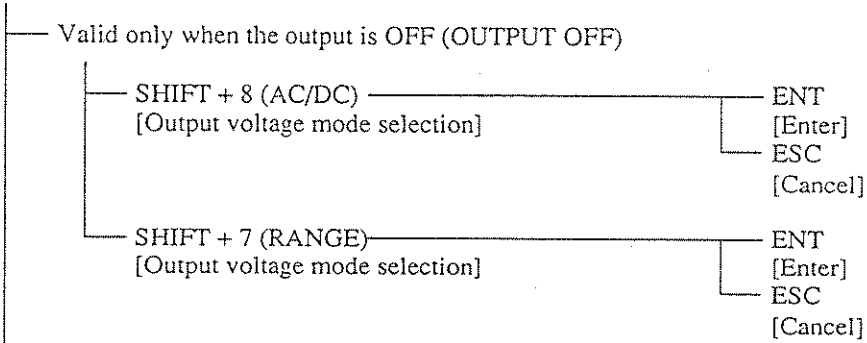 Valid only when the output is OFF (OUTPUT OFF)
SHIFT + 8 (AC/DC) ENT
[Output voltage mode selection] [Enter]
ESC
[Cancel]
SHIFT + 7 (RANGE) ENT
[Output voltage mode selection] [Enter]
ESC
[Cancel]